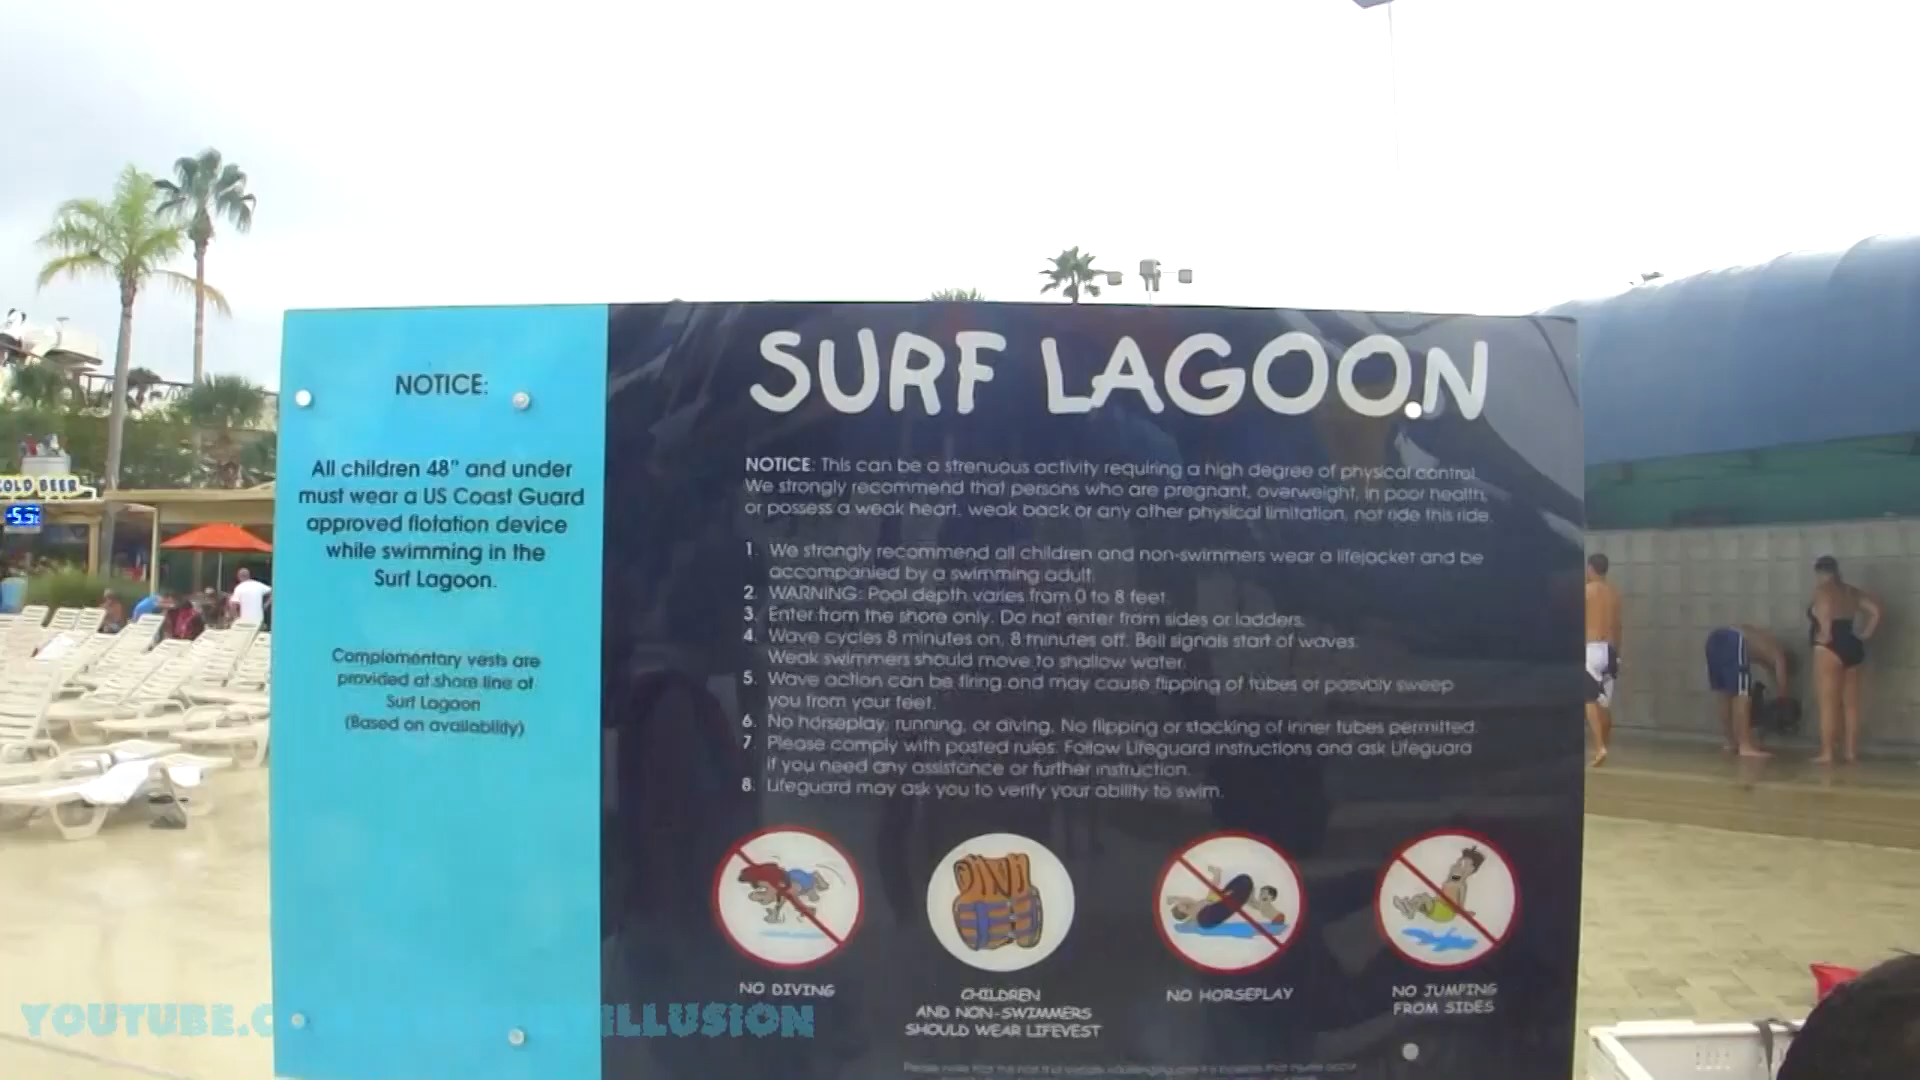 SURF LAGOON
NOTICE:
All children 48" and under
must wear a US Coast Guard
approved flotation device
while swimming in the
Surf Lagoon.
Complementary vests are
provided at shore line of
Surf Lagoon
(Based on availability)
NOTICE: This can be a strenuous activity requiring a high degree of physical control.
We strongly recommend that persons who are pregnant, overweight, in poor health,
or possess a weak heart, weak back or any other physical limitation, not ride this ride.
1. We strongly recommend all children and non-swimmers wear a lifejacket and be
accompanied by a swimming adult.
2. WARNING: Pool depth varies from 0 to 8 feet.
3. Enter from the shore only. Do not enter from sides or ladders.
4. Wave cycles 8 minutes on, 8 minutes off. Bell signals start of waves.
Weak swimmers should move to shallow water.
5. Wave action can be tiring and may cause flipping of tubes or sweep
you from your feet.
6. No horseplay, running, or diving. No flipping or stacking of inner tubes permitted.
7. Please comply with posted rules. Follow Lifeguard instructions and ask Lifeguard
if you need any assistance or further instruction.
8. Lifeguard may ask you to verify your ability to swim.
NO DIVING
CHILDREN
AND NON-SWIMMERS
SHOULD WEAR LIFEVEST
NO HORSEPLAY
NO JUMPING
FROM SIDES
COLD BEER
YOUTUBE.C ILLUSION